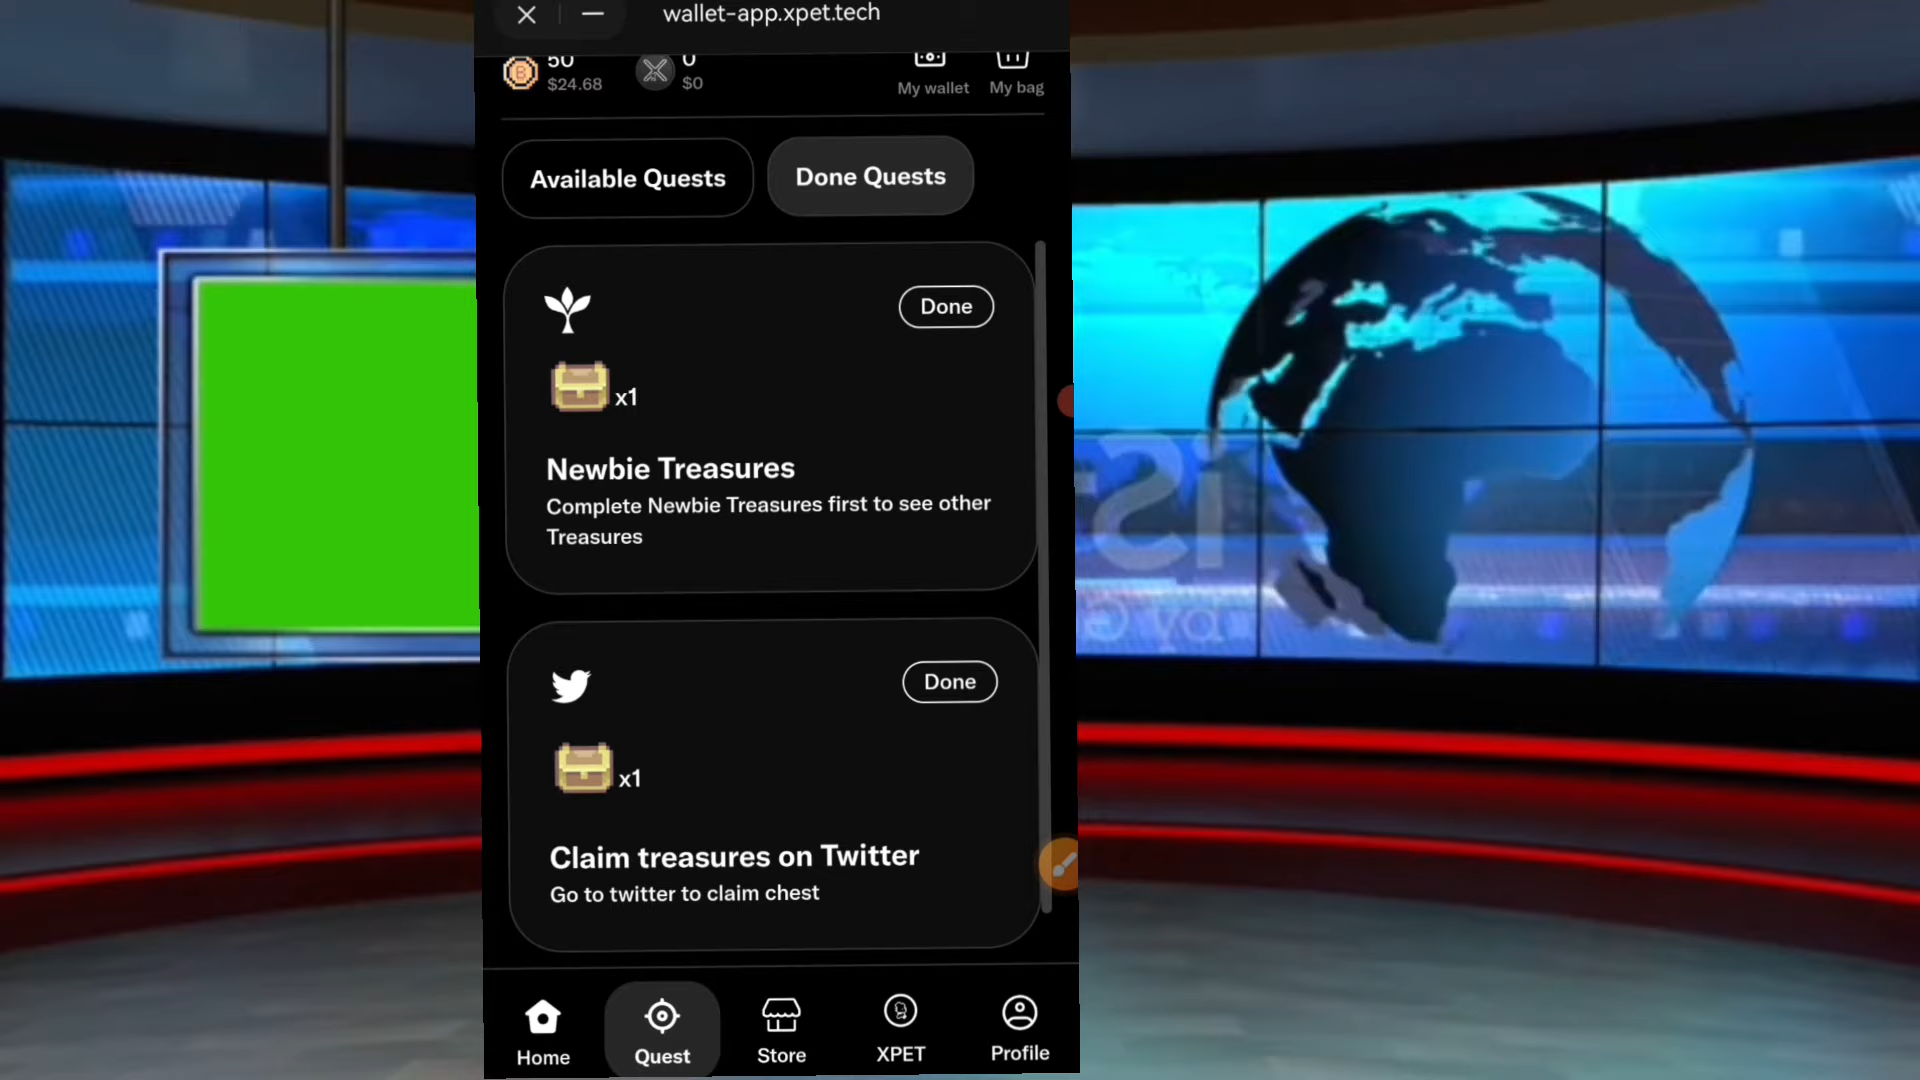 wallet-app.xpet.tech
50
$24.68
0
$0
My wallet
My bag
Available Quests
Done Quests
Done
x1
Newbie Treasures
Complete Newbie Treasures first to see other
Treasures
Done
x1
Claim treasures on Twitter
Go to twitter to claim chest
Home
Quest
Store
XPET
Profile